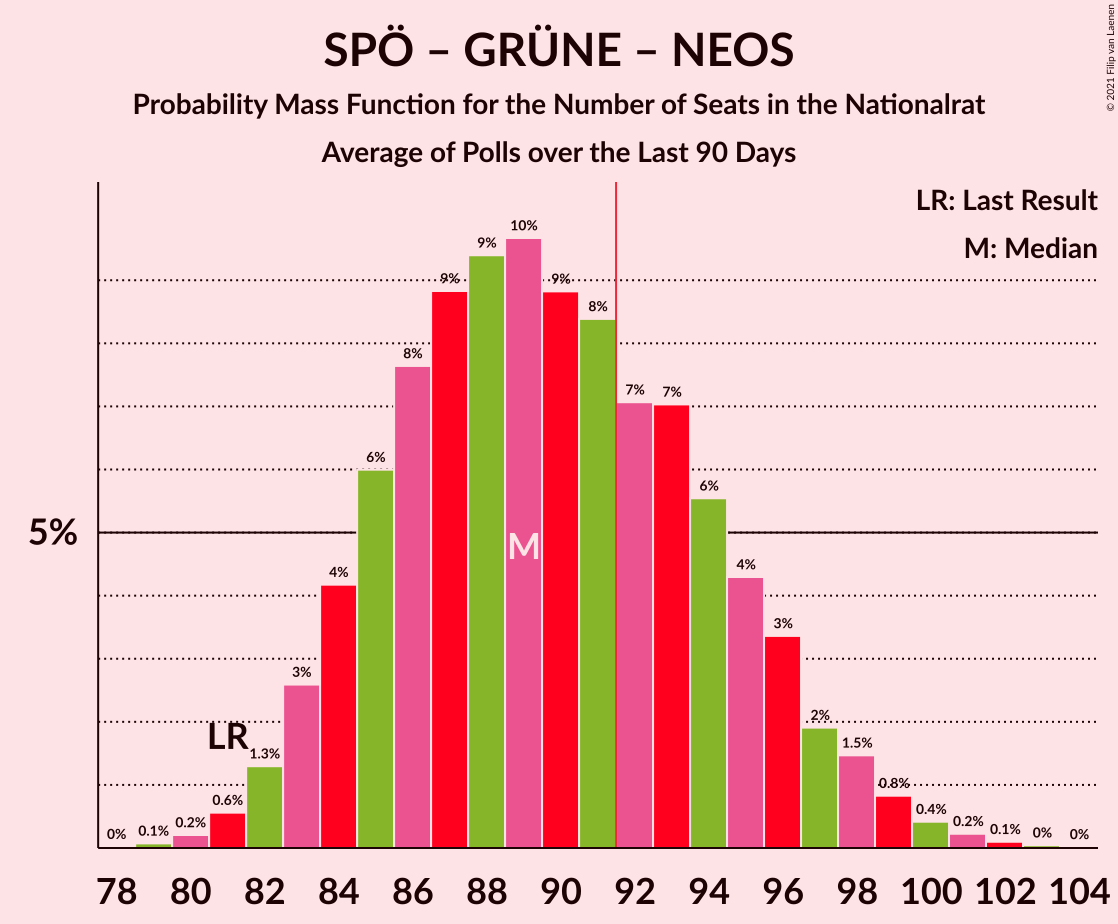 SPÖ – GRÜNE – NEOS
Probability Mass Function for the Number of Seats in the Nationalrat
Average of Polls over the Last 90 Days
© 2021 Filip van Laenen
LR: Last Result
M: Median
5%
0% 0.1% 0.2% 0.6% 1.3% 3% 4% 6% 8% 9% 9% 10% 9% 8% 7% 7% 6% 4% 3% 2% 1.5% 0.8% 0.4% 0.2% 0.1% 0% 0%
LR
M
78 80 82 84 86 88 90 92 94 96 98 100 102 104